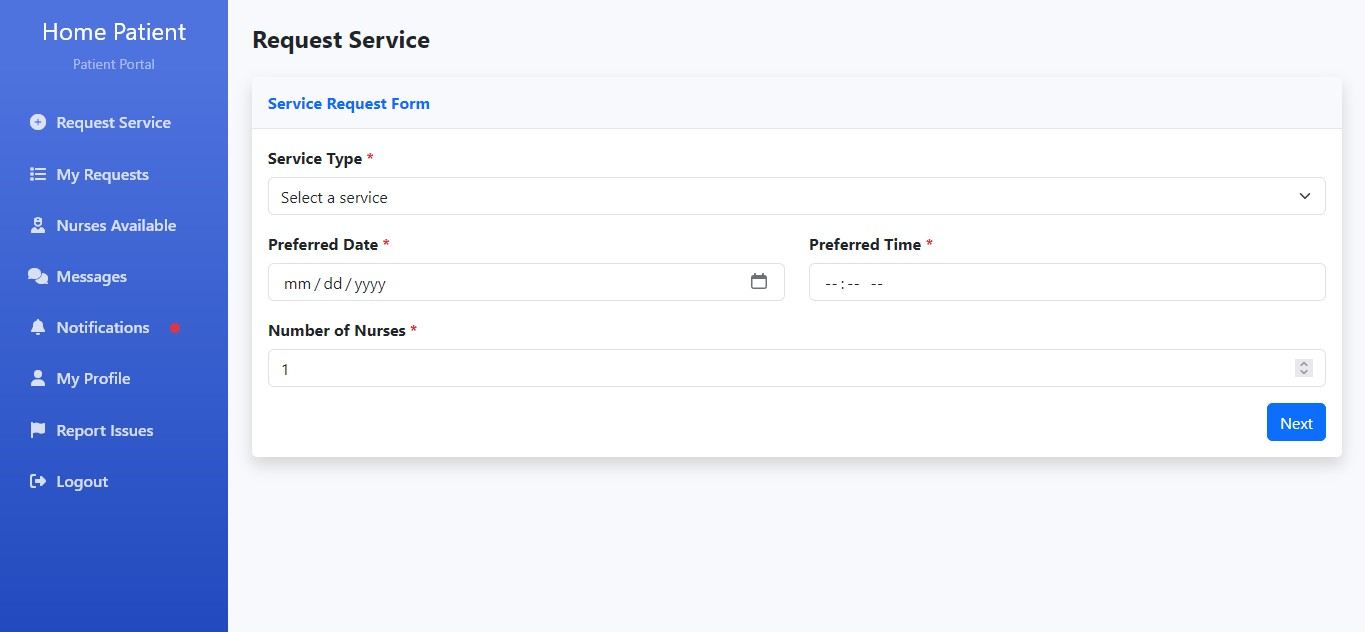 Home Patient
Patient Portal
Request Service
My Requests
Nurses Available
Messages
Notifications
My Profile
Report Issues
Logout
Request Service
Service Request Form
Service Type *
Select a service
Preferred Date * Preferred Time *
mm/dd/yyyy --:-- --
Number of Nurses *
1
Next